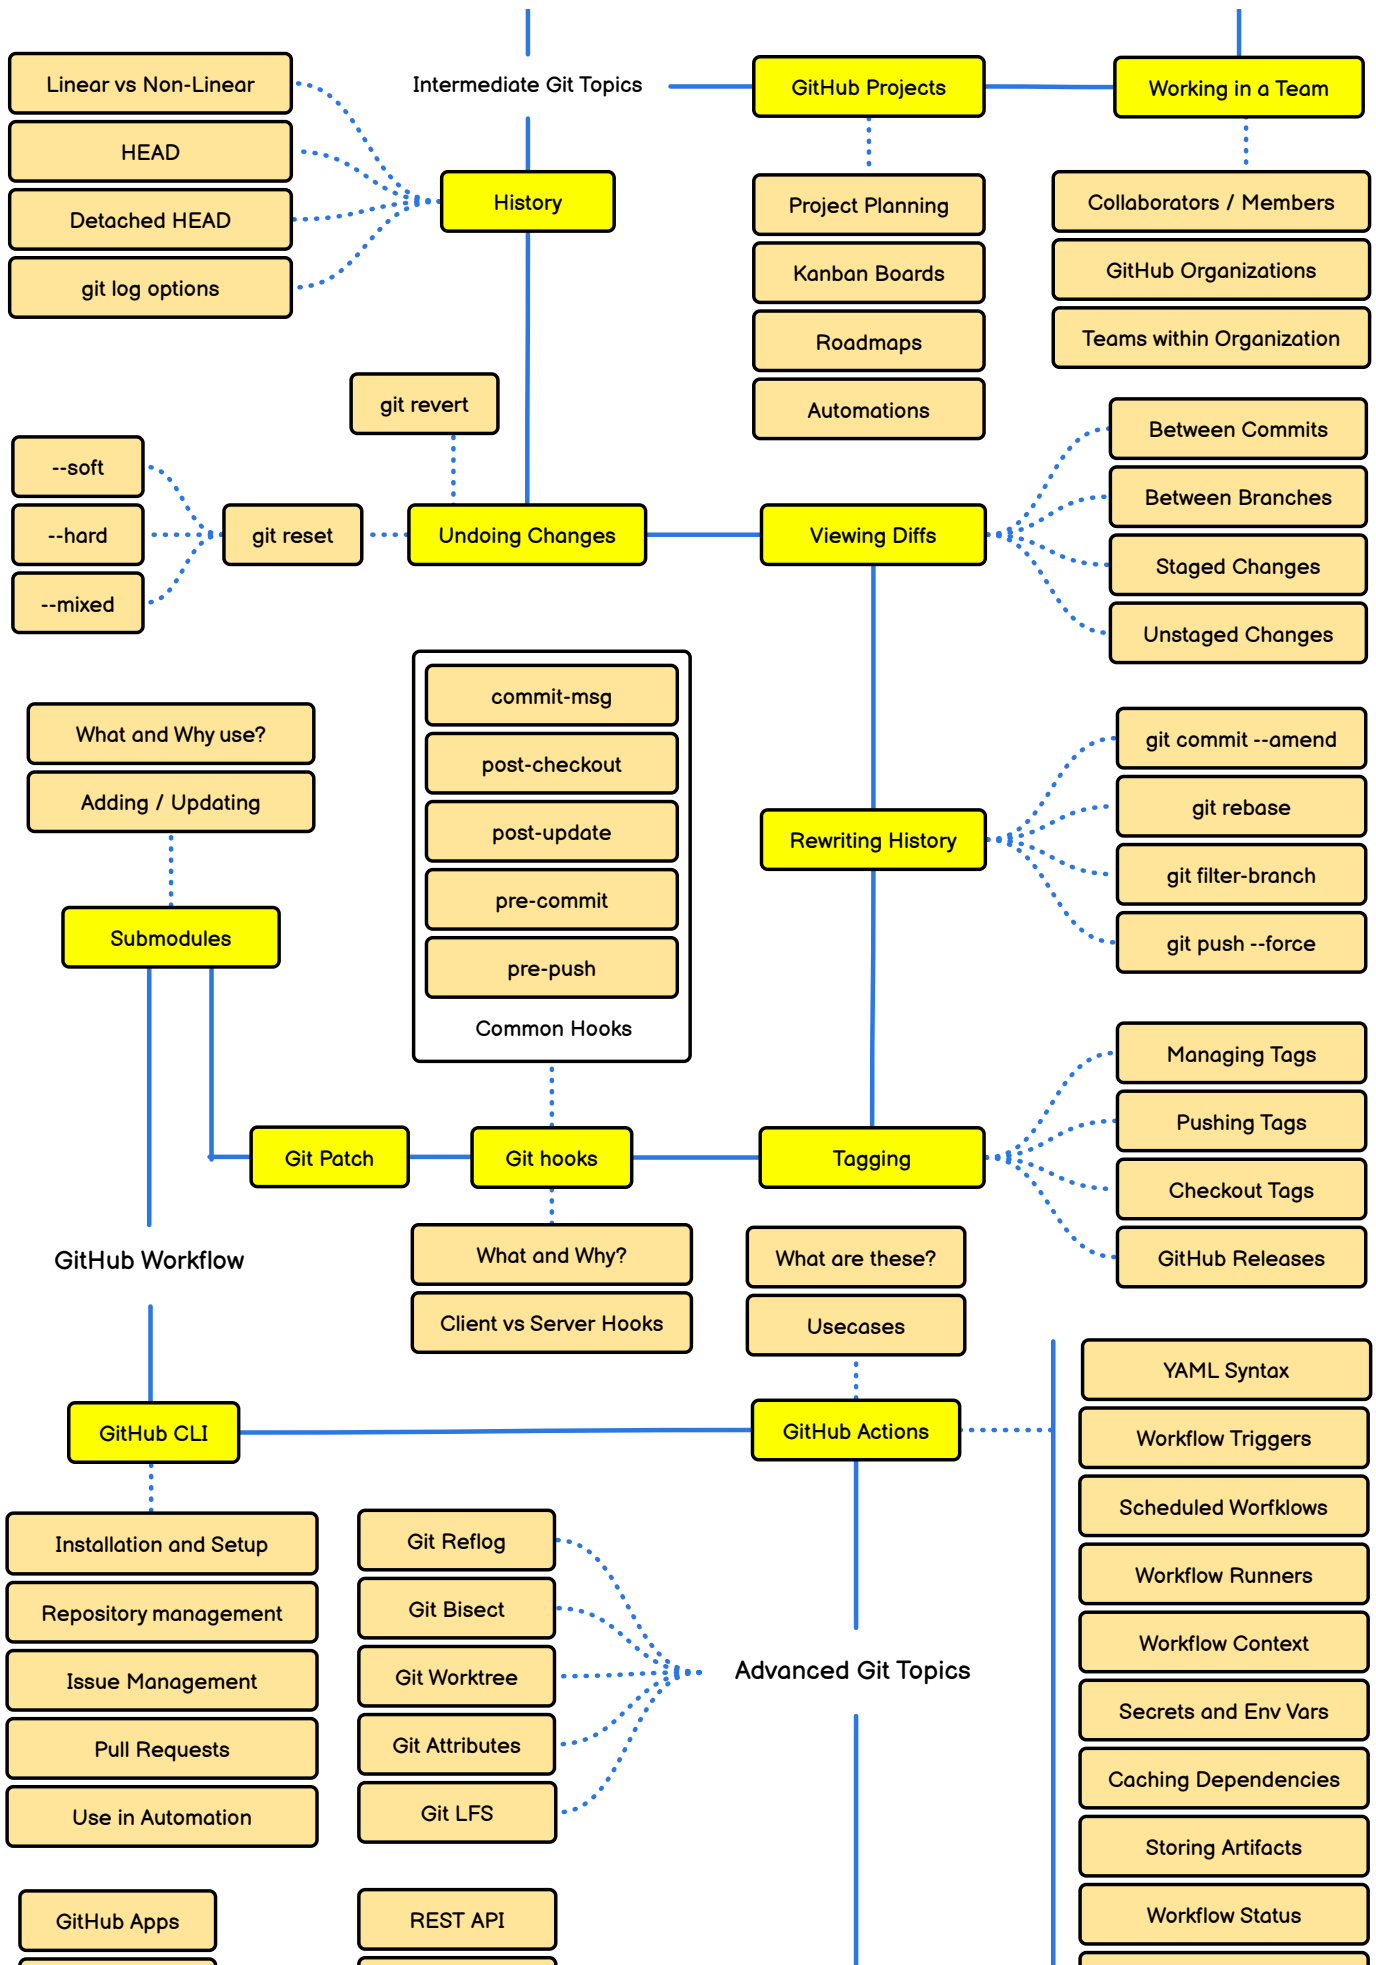 Linear vs Non-Linear
HEAD
Detached HEAD
git log options
Intermediate Git Topics
History
GitHub Projects
Project Planning
Kanban Boards
Roadmaps
Automations
Working in a Team
Collaborators / Members
GitHub Organizations
Teams within Organization
git revert
--soft
--hard
--mixed
git reset
Undoing Changes
Viewing Diffs
Between Commits
Between Branches
Staged Changes
Unstaged Changes
What and Why use?
Adding / Updating
Submodules
commit-msg
post-checkout
post-update
pre-commit
pre-push
Common Hooks
Rewriting History
git commit --amend
git rebase
git filter-branch
git push --force
Git Patch
Git hooks
Tagging
Managing Tags
Pushing Tags
Checkout Tags
GitHub Releases
What and Why?
Client vs Server Hooks
GitHub Workflow
What are these?
Usecases
GitHub CLI
GitHub Actions
Installation and Setup
Repository management
Issue Management
Pull Requests
Use in Automation
Git Reflog
Git Bisect
Git Worktree
Git Attributes
Git LFS
Advanced Git Topics
YAML Syntax
Workflow Triggers
Scheduled Worfklows
Workflow Runners
Workflow Context
Secrets and Env Vars
Caching Dependencies
Storing Artifacts
Workflow Status
GitHub Apps
REST API